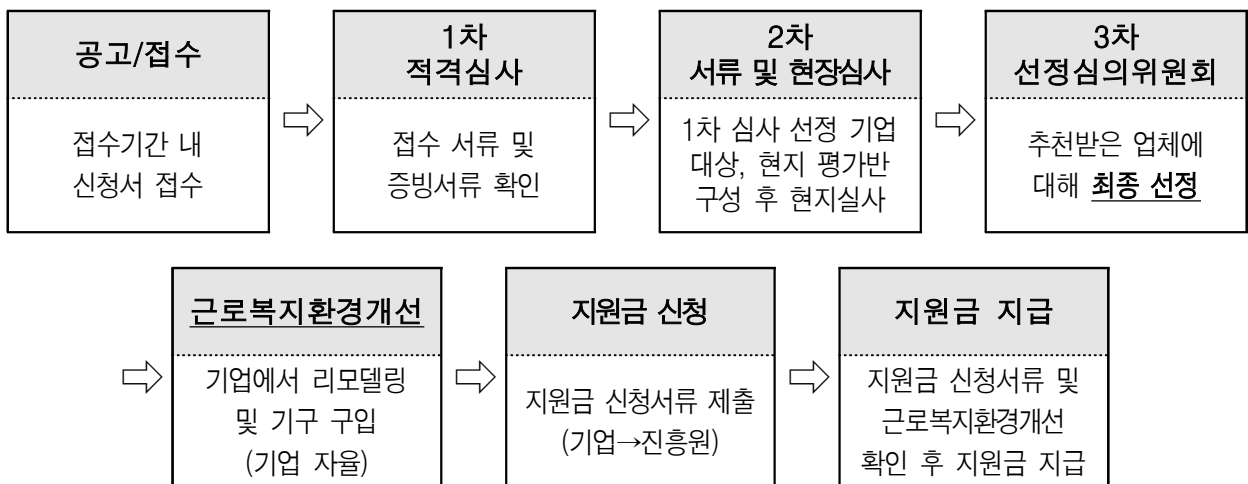 공고/접수
접수기간 내
신청서 접수
1차
적격심사
접수 서류 및
증빙서류 확인
2차
서류 및 현장심사
1차 심사 선정 기업
대상, 현지 평가반
구성 후 현지실사
3차
선정심의위원회
추천받은 업체에
대해 최종 선정
근로복지환경개선
기업에서 리모델링
및 기구 구입
(기업 자율)
지원금 신청
지원금 신청서류 제출
(기업→진흥원)
지원금 지급
지원금 신청서류 및
근로복지환경개선
확인 후 지원금 지급